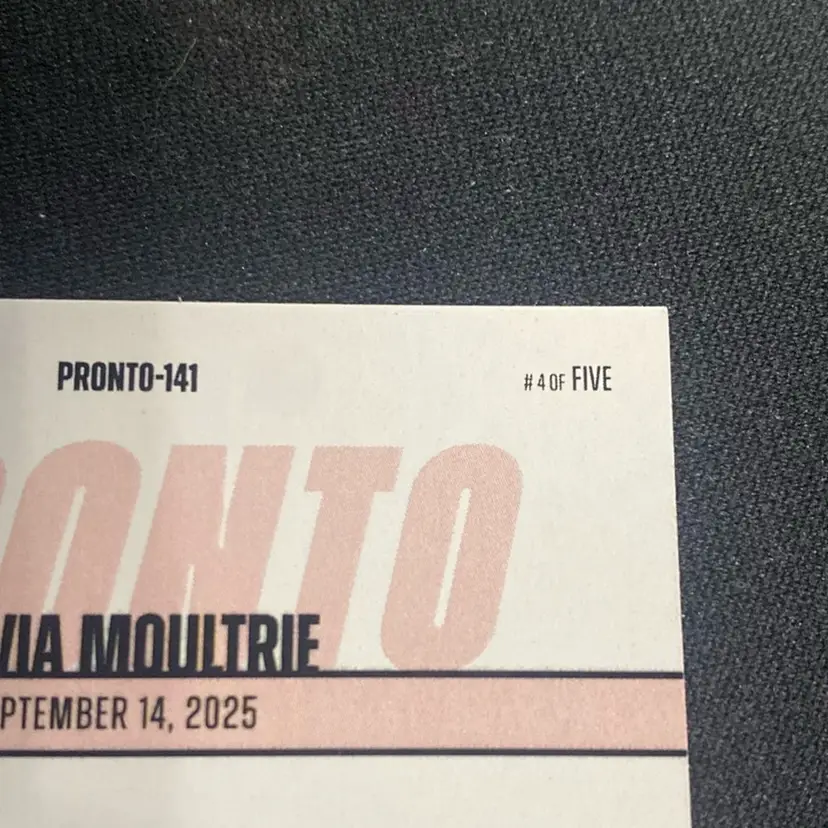 PRONTO-141
# 4 OF FIVE
ONTO
VIA MOULTRIE
PTEMBER 14, 2025